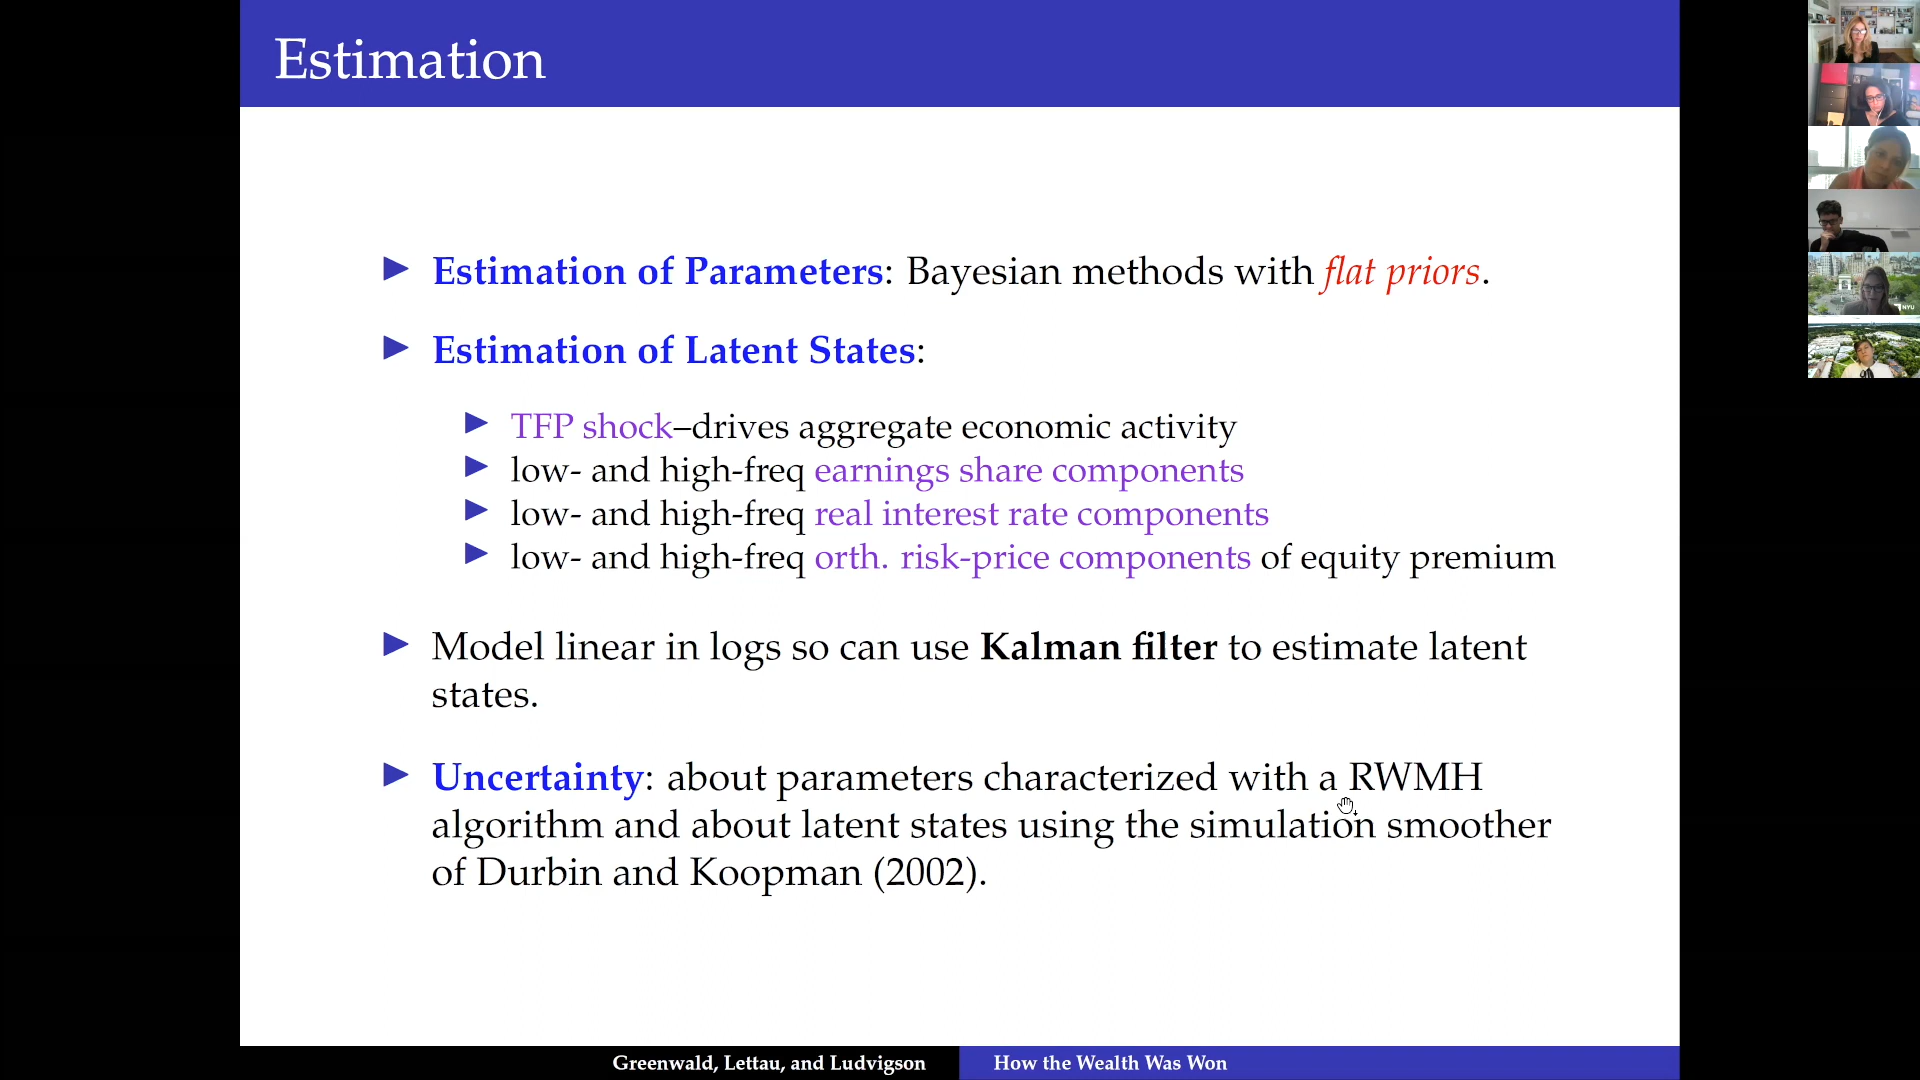 Estimation
▶ Estimation of Parameters: Bayesian methods with flat priors.
▶ Estimation of Latent States:
▶ TFP shock–drives aggregate economic activity
▶ low- and high-freq earnings share components
▶ low- and high-freq real interest rate components
▶ low- and high-freq orth. risk-price components of equity premium
▶ Model linear in logs so can use Kalman filter to estimate latent
states.
▶ Uncertainty: about parameters characterized with a RWMH
algorithm and about latent states using the simulation smoother
of Durbin and Koopman (2002).
Greenwald, Lettau, and Ludvigson
How the Wealth Was Won
NYU